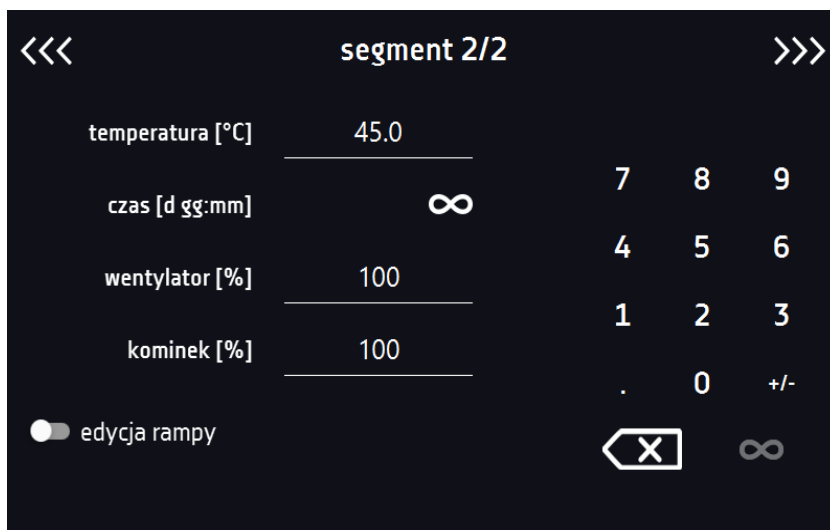 <<< segment 2/2 >>>
temperatura [°C] 45.0
czas [d gg:mm] ∞
wentylator [%] 100
kominek [%] 100
edycja rampy
7 8 9
4 5 6
1 2 3
. 0 +/-
X ∞